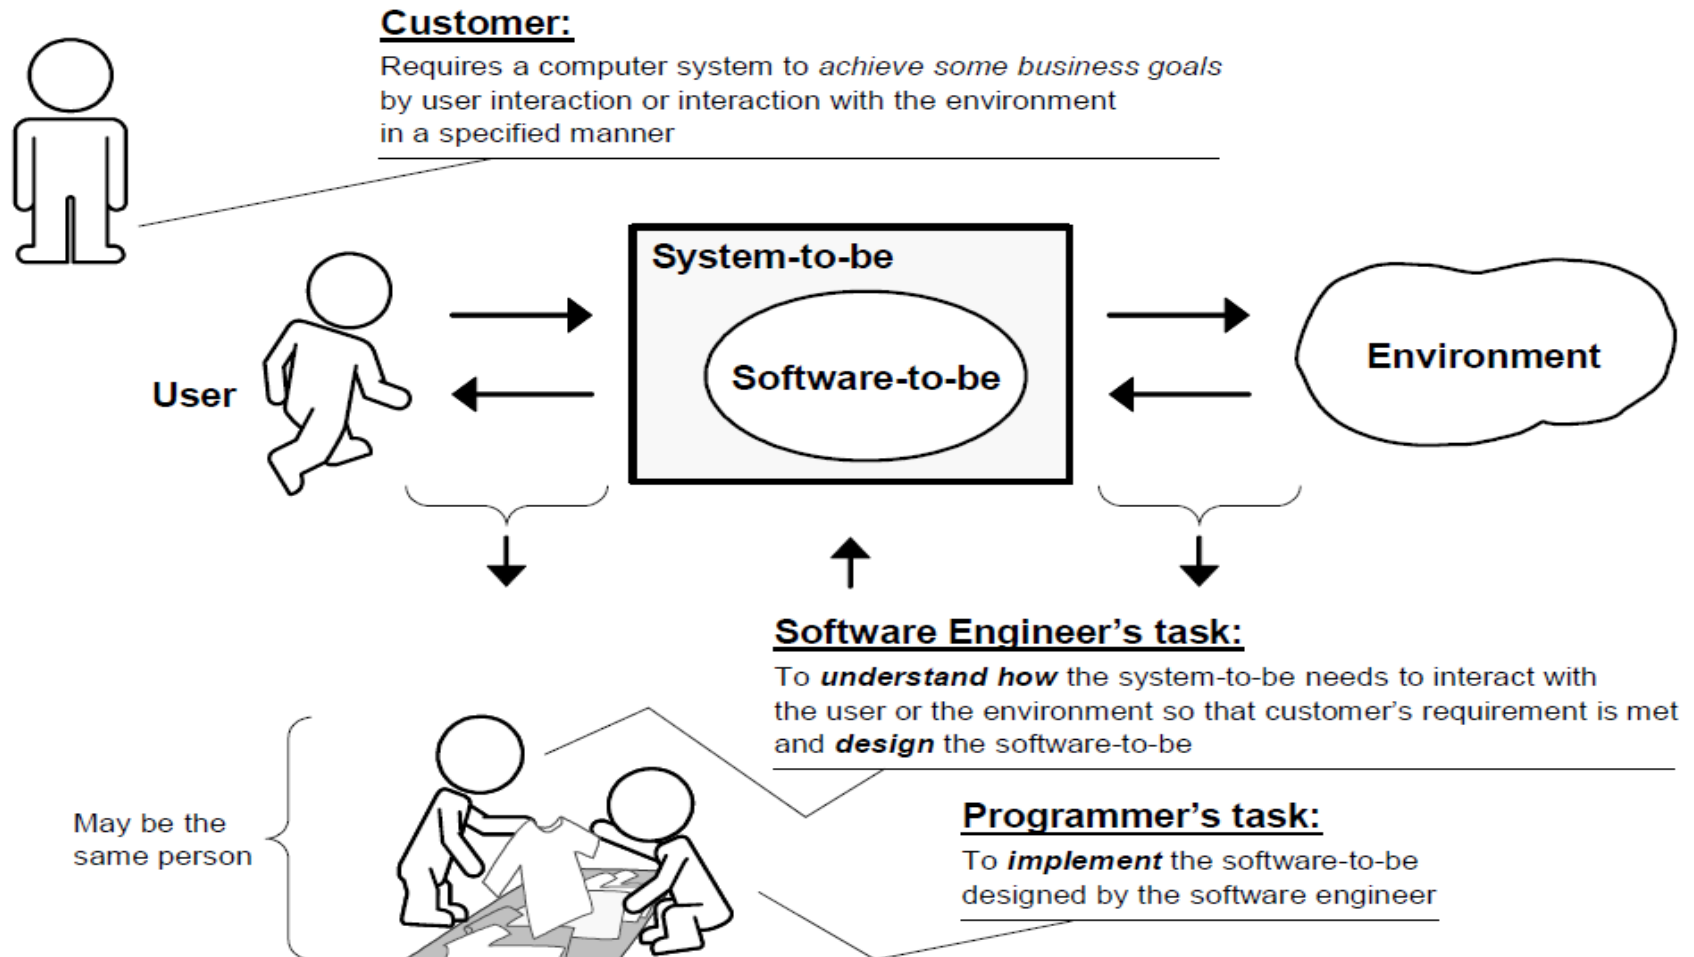 Customer:
Requires a computer system to achieve some business goals
by user interaction or interaction with the environment
in a specified manner
System-to-be
Software-to-be
User
Environment
Software Engineer’s task:
To understand how the system-to-be needs to interact with
the user or the environment so that customer’s requirement is met
and design the software-to-be
May be the
same person
Programmer’s task:
To implement the software-to-be
designed by the software engineer